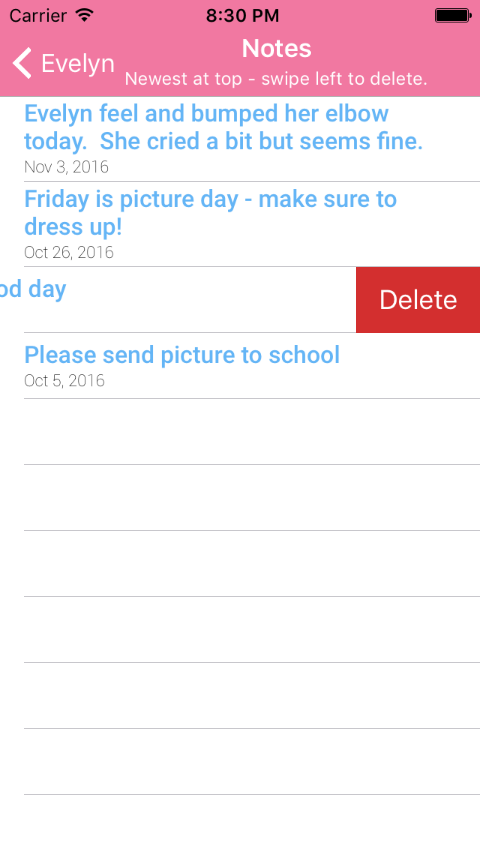 Carrier 8:30 PM
Evelyn
Notes
Newest at top - swipe left to delete.
Evelyn feel and bumped her elbow
today.  She cried a bit but seems fine.
Nov 3, 2016
Friday is picture day - make sure to
dress up!
Oct 26, 2016
od day
Delete
Please send picture to school
Oct 5, 2016